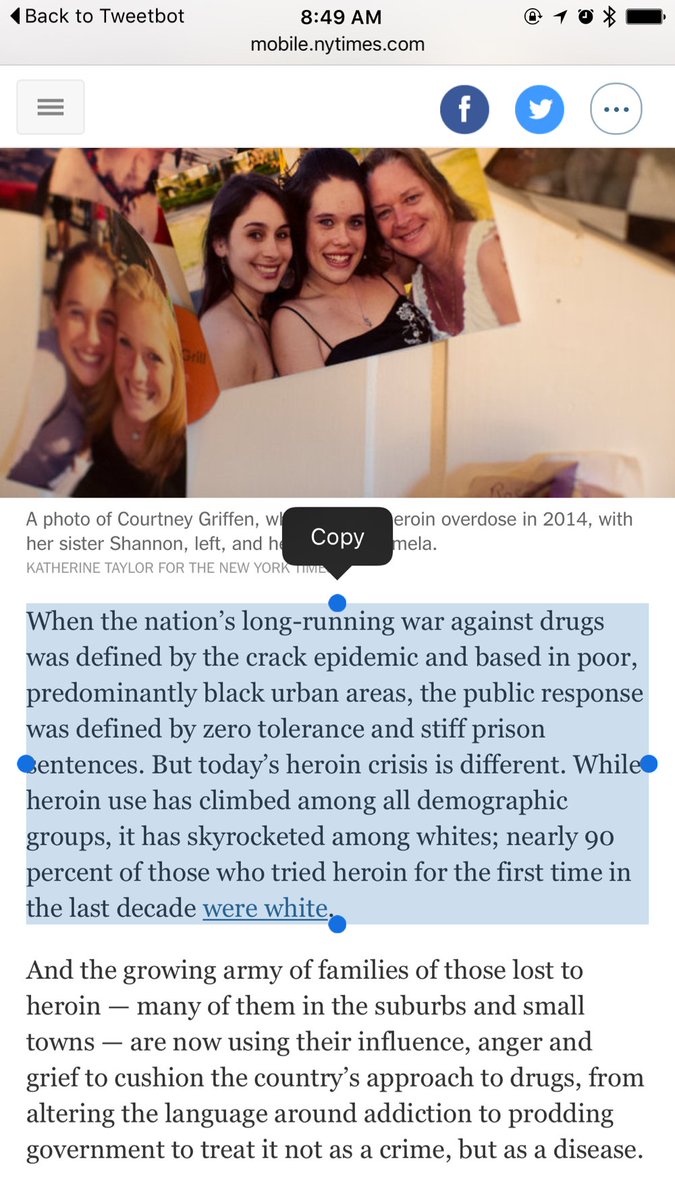 Back to Tweetbot 8:49 AM
mobile.nytimes.com
Grill
A photo of Courtney Griffen, eroin overdose in 2014, with
her sister Shannon, left, and mela.
KATHERINE TAYLOR FOR THE NEW YORK
Copy
When the nation’s long-running war against drugs
was defined by the crack epidemic and based in poor,
predominantly black urban areas, the public response
was defined by zero tolerance and stiff prison
sentences. But today’s heroin crisis is different. While
heroin use has climbed among all demographic
groups, it has skyrocketed among whites; nearly 90
percent of those who tried heroin for the first time in
the last decade were white.
And the growing army of families of those lost to
heroin — many of them in the suburbs and small
towns — are now using their influence, anger and
grief to cushion the country’s approach to drugs, from
altering the language around addiction to prodding
government to treat it not as a crime, but as a disease.